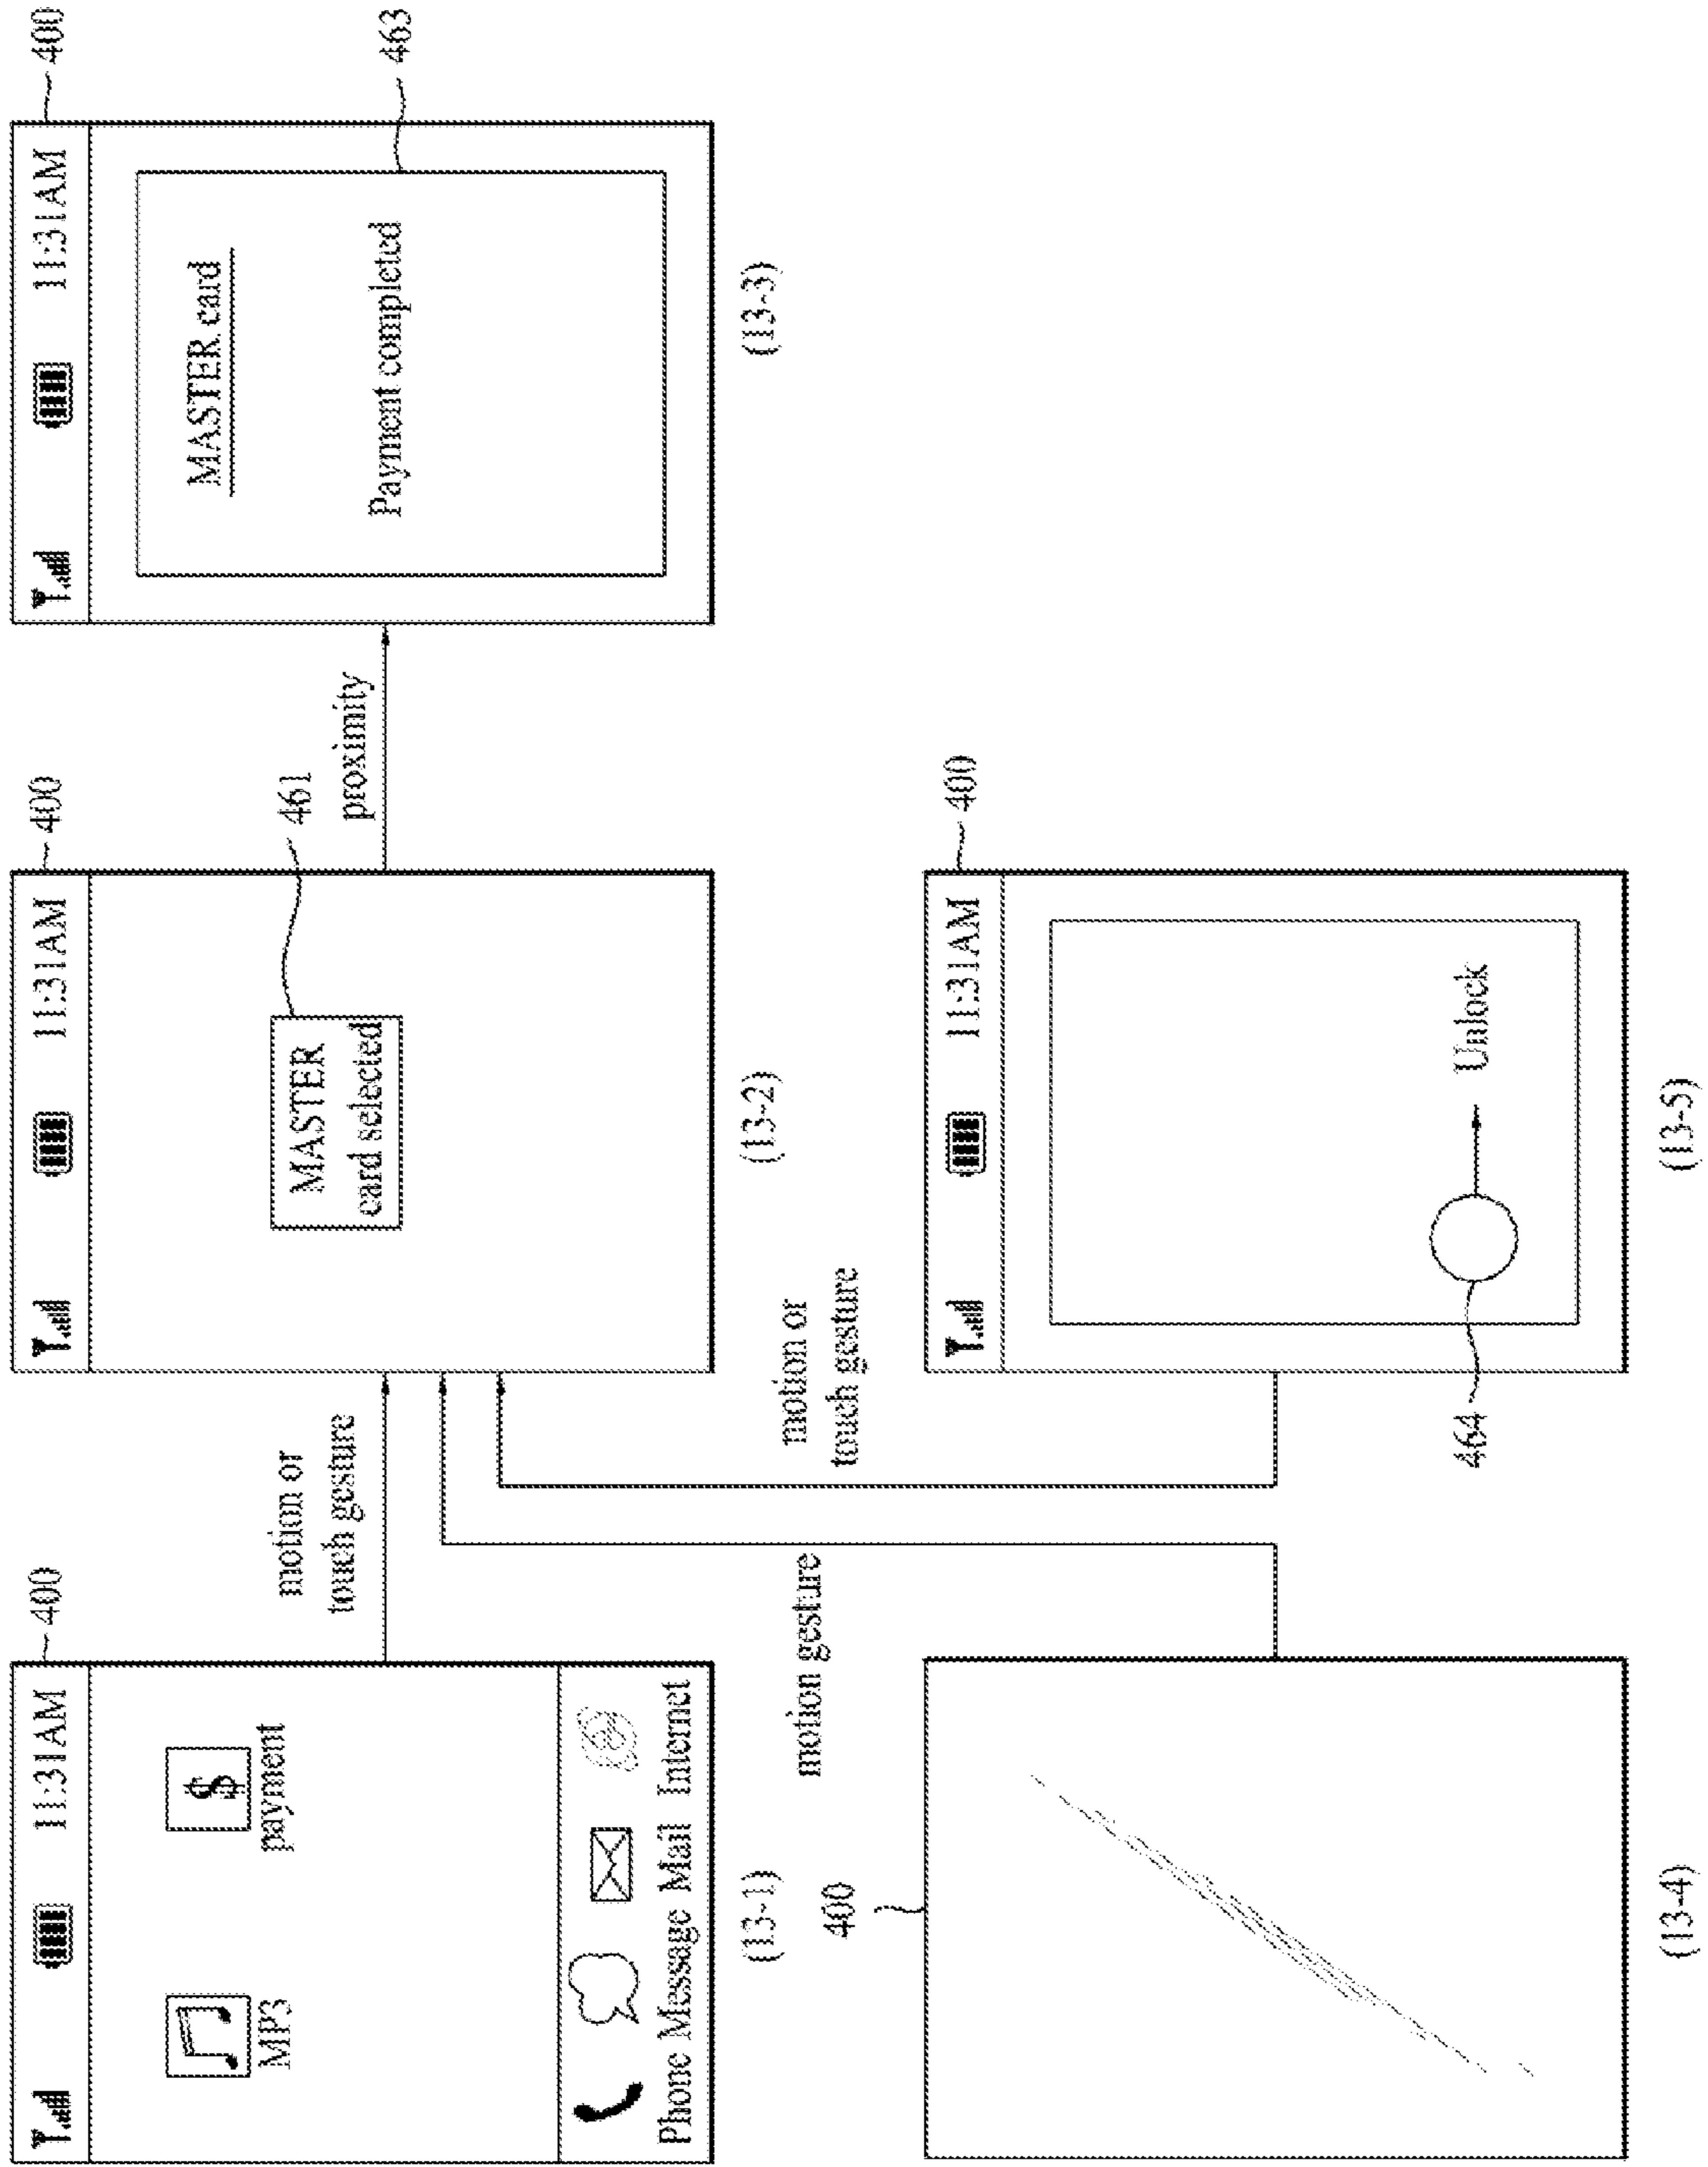 11:31AM
400
MP3
payment
Phone Message Mail Internet
(13-1)
motion or
touch gesture
11:31AM
400
461
MASTER
card selected
(13-2)
proximity
11:31AM
400
463
MASTER card
Payment completed
(13-3)
400
(13-4)
motion gesture
motion or
touch gesture
11:31AM
400
Unlock
464
(13-5)